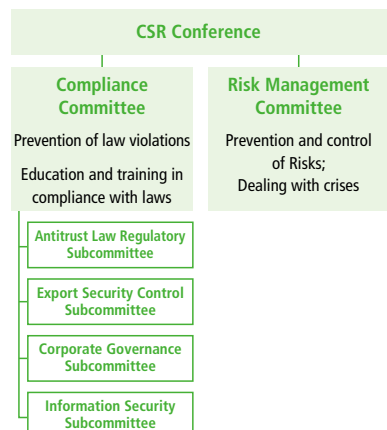 CSR Conference
Compliance
Committee
Prevention of law violations
Education and training in
compliance with laws
Risk Management
Committee
Prevention and control
of Risks;
Dealing with crises
Antitrust Law Regulatory
Subcommittee
Export Security Control
Subcommittee
Corporate Governance
Subcommittee
Information Security
Subcommittee